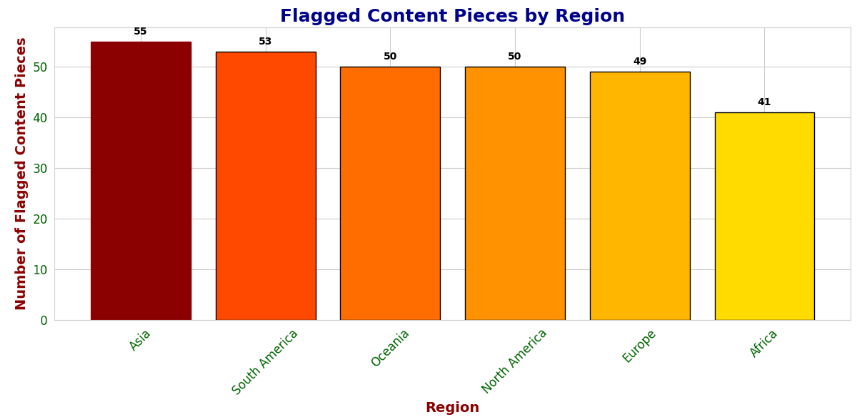 Flagged Content Pieces by Region
Number of Flagged Content Pieces
50
40
30
20
10
0
55
53
50
50
49
41
Asia
South America
Oceania
North America
Europe
Africa
Region